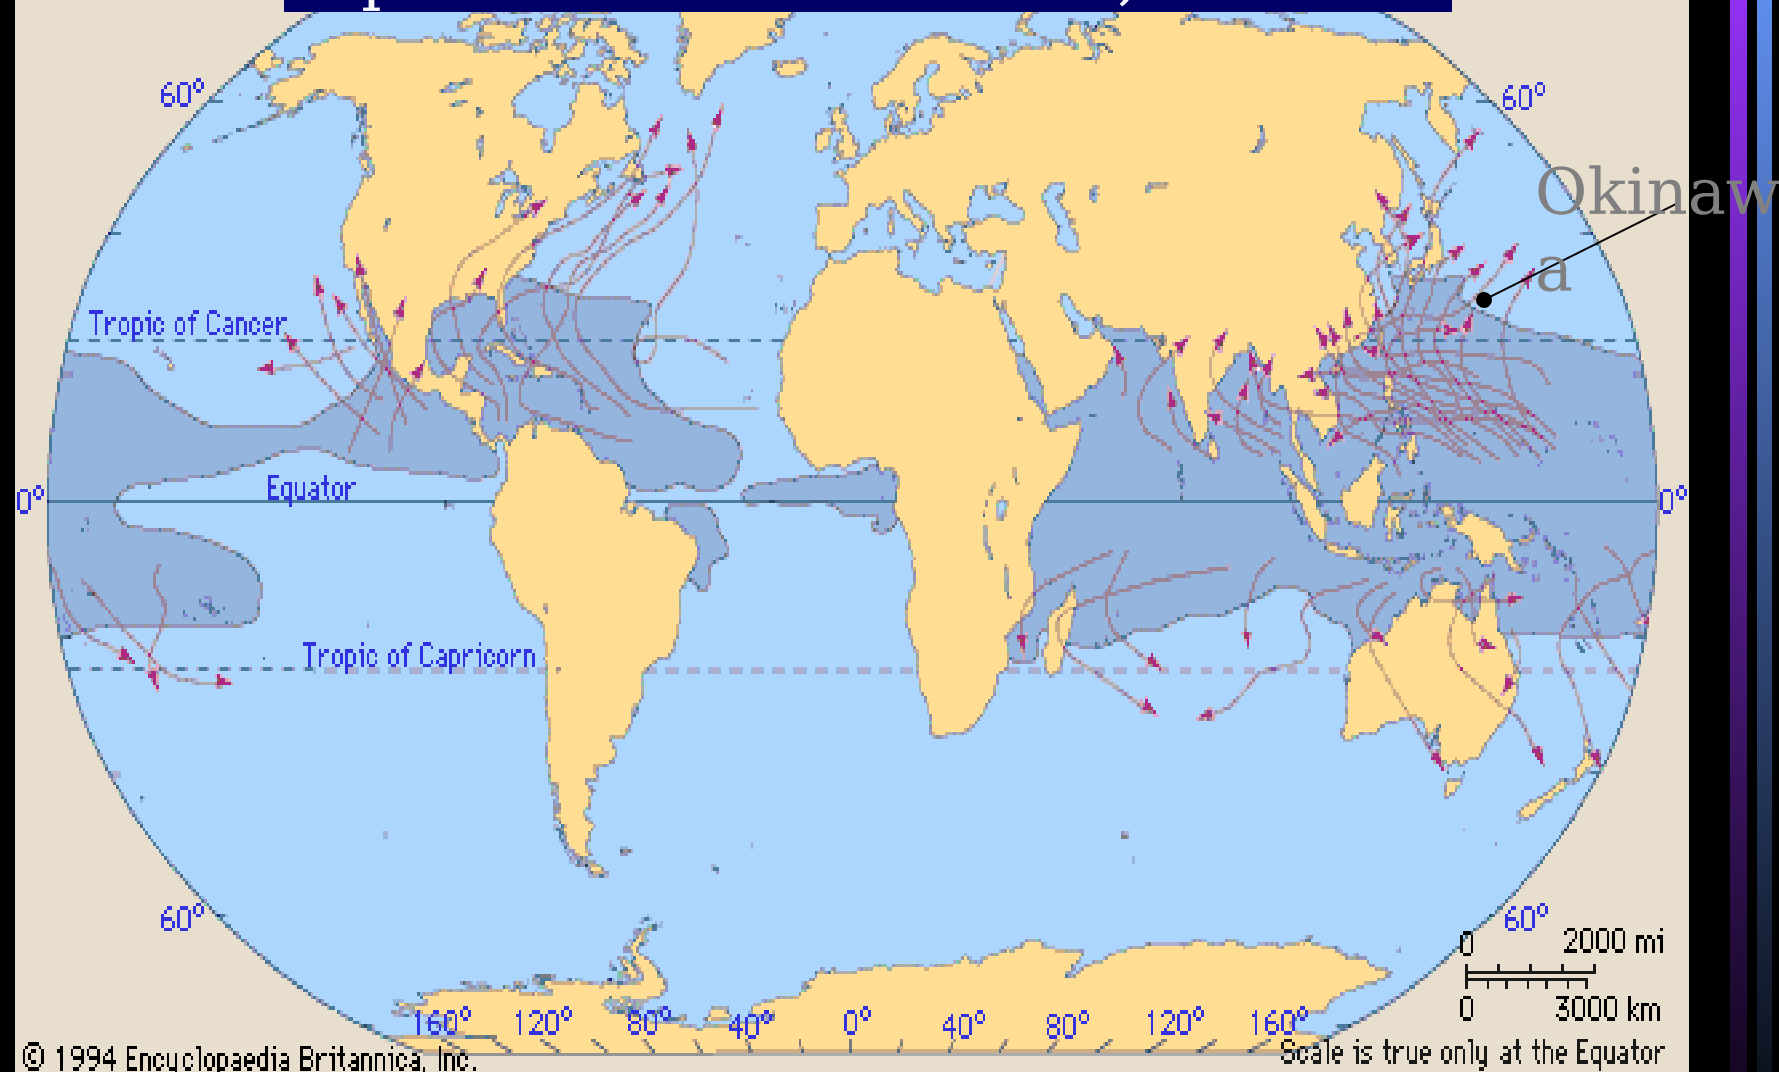 60°
60°
Okinaw
a
Tropic of Cancer
Equator
0°
0°
Tropic of Capricorn
60°
60°
0 2000 mi
0 3000 km
160° 120° 80° 40° 0° 40° 80° 120° 160°
© 1994 Encyclopaedia Britannica, Inc.
Scale is true only at the Equator